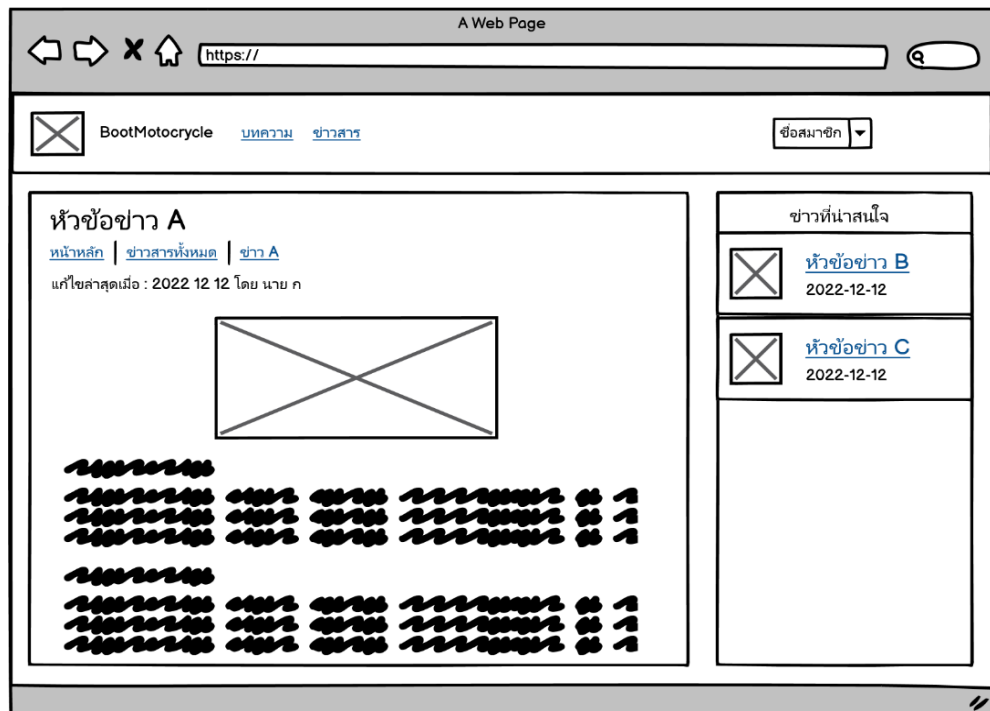 A Web Page
https://
BootMotocrycle บทความ ข่าวสาร ชื่อสมาชิก
หัวข้อข่าว A
หน้าหลัก ข่าวสารทั้งหมด ข่าว A
แก้ไขล่าสุดเมื่อ : 2022 12 12 โดย นาย ก
ข่าวที่น่าสนใจ
หัวข้อข่าว B
2022-12-12
หัวข้อข่าว C
2022-12-12